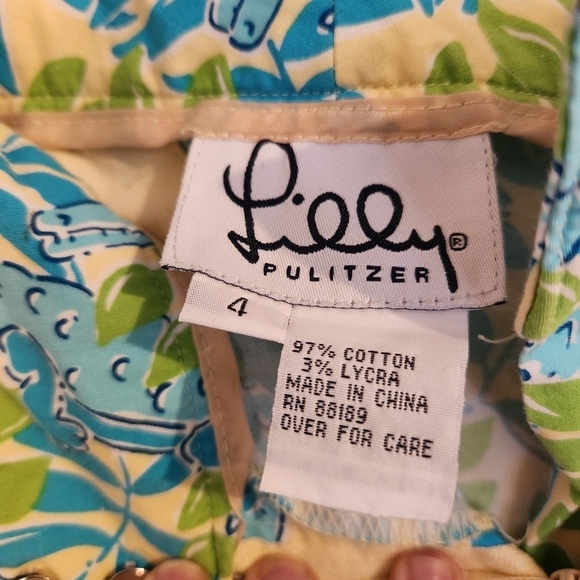 Lilly®
PULITZER
4
97% COTTON
3% LYCRA
MADE IN CHINA
RN 88189
OVER FOR CARE